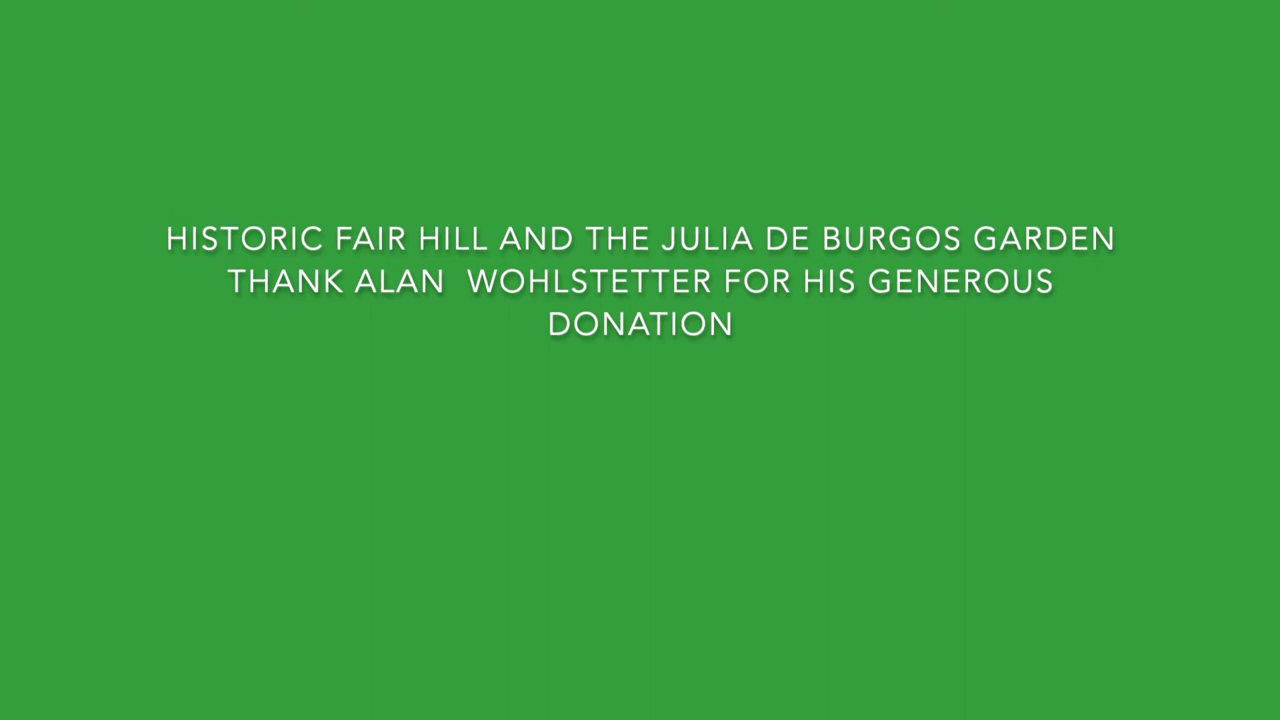 HISTORIC FAIR HILL AND THE JULIA DE BURGOS GARDEN
THANK ALAN  WOHLSTETTER FOR HIS GENEROUS
DONATION